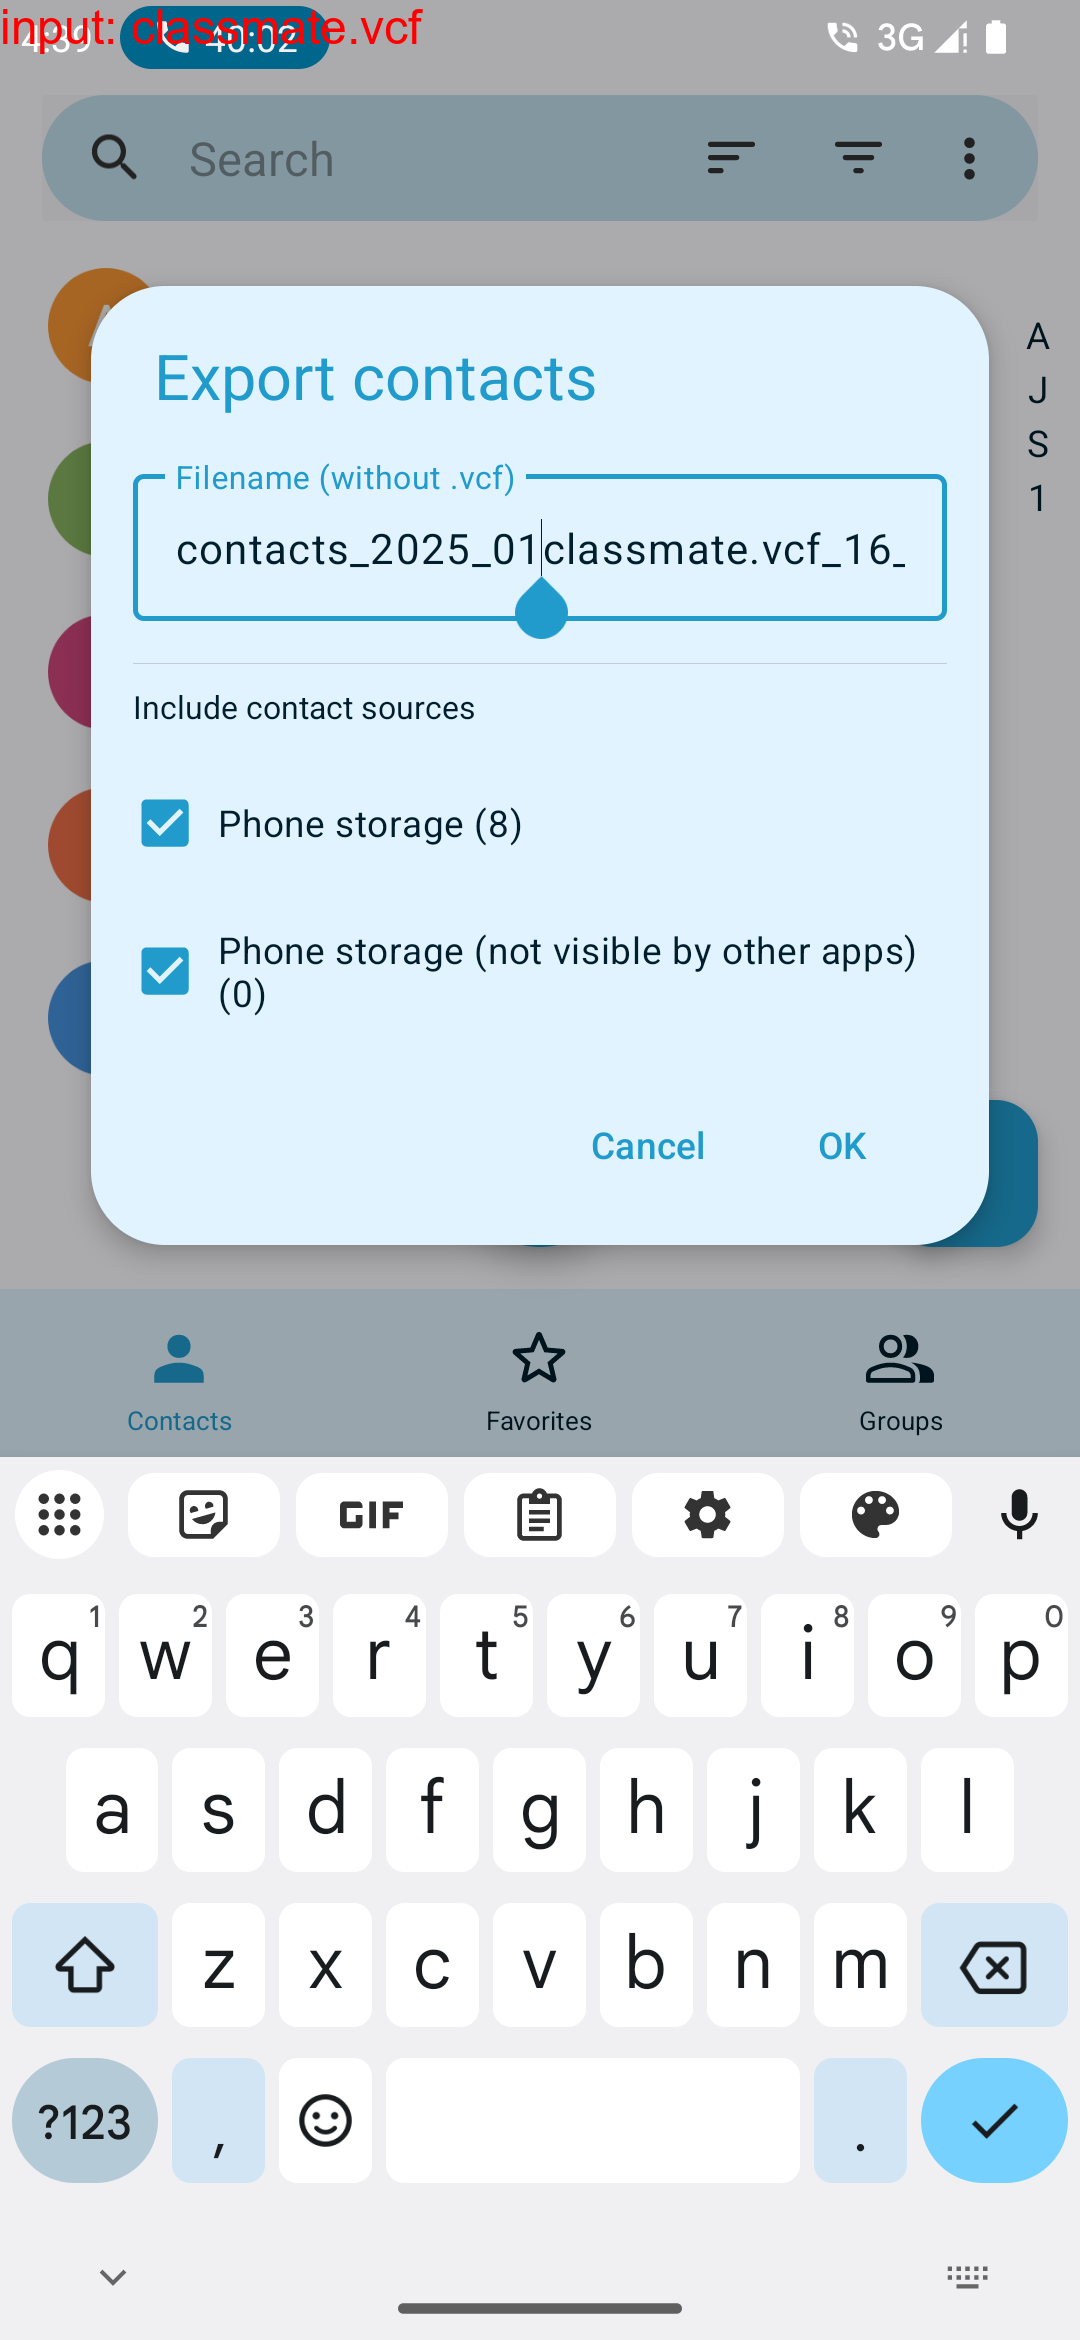 input: classmate.vcf
4:39
40:02
3G
Search
A
J
S
1
Export contacts
Filename (without .vcf)
contacts_2025_01classmate.vcf_16_
Include contact sources
Phone storage (8)
Phone storage (not visible by other apps)
(0)
Cancel
OK
Contacts
Favorites
Groups
GIF
q1 w2 e3 r4 t5 y6 u7 i8 o9 p0
a s d f g h j k l
z x c v b n m
?123 , .